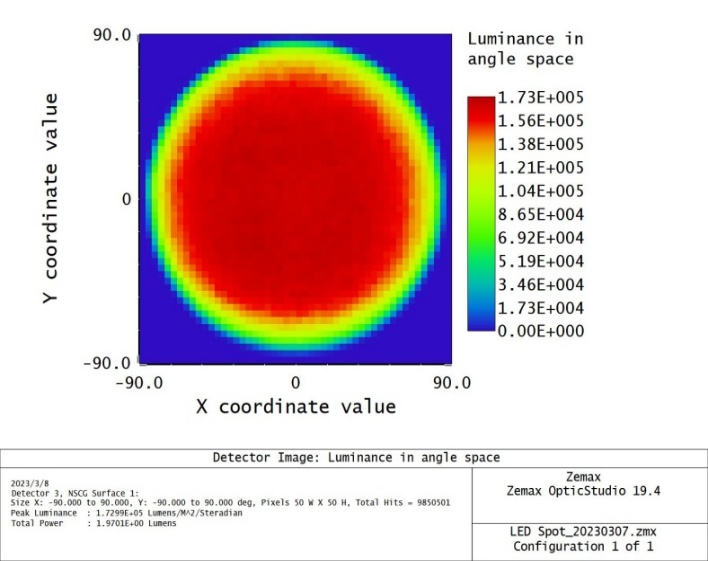 Luminance in
angle space
90.0
0
-90.0
Y coordinate value
-90.0
0
90.0
X coordinate value
1.73E+005
1.56E+005
1.38E+005
1.21E+005
1.04E+005
8.65E+004
6.92E+004
5.19E+004
3.46E+004
1.73E+004
0.00E+000
Detector Image: Luminance in angle space
2023/3/8
Detector 3, NSCG Surface 1:
Size X: -90.000 to 90.000, Y: -90.000 to 90.000 deg, Pixels 50 W X 50 H, Total Hits = 9850501
Peak Luminance : 1.7299E+05 Lumens/M^2/Steradian
Total Power : 1.9701E+00 Lumens
Zemax
Zemax OpticStudio 19.4
LED Spot_20230307.zmx
Configuration 1 of 1